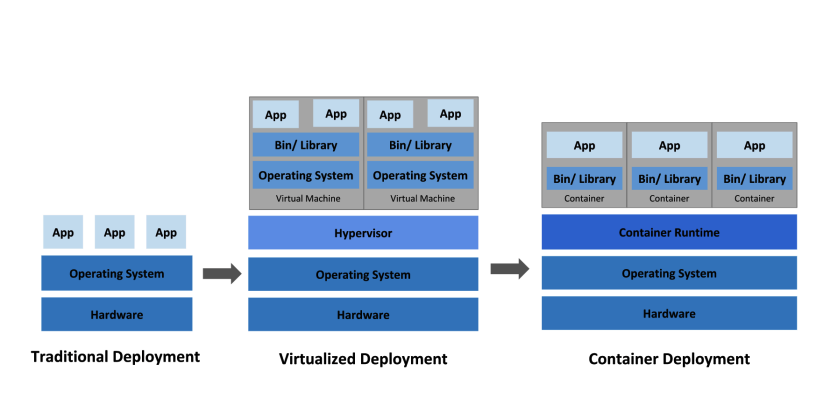 App App App
Operating System
Hardware
Traditional Deployment
App App App App
Bin/ Library Bin/ Library
Operating System Operating System
Virtual Machine Virtual Machine
Hypervisor
Operating System
Hardware
Virtualized Deployment
App App App
Bin/ Library Bin/ Library Bin/ Library
Container Container Container
Container Runtime
Operating System
Hardware
Container Deployment